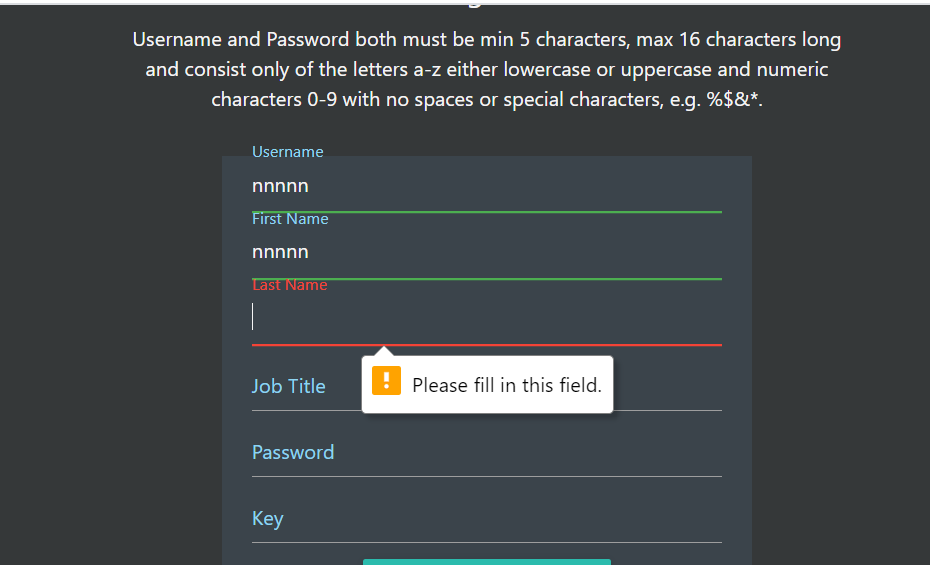 Username and Password both must be min 5 characters, max 16 characters long
and consist only of the letters a-z either lowercase or uppercase and numeric
characters 0-9 with no spaces or special characters, e.g. %$&*.
Username
nnnnn
First Name
nnnnn
Last Name
Please fill in this field.
Job Title
Password
Key